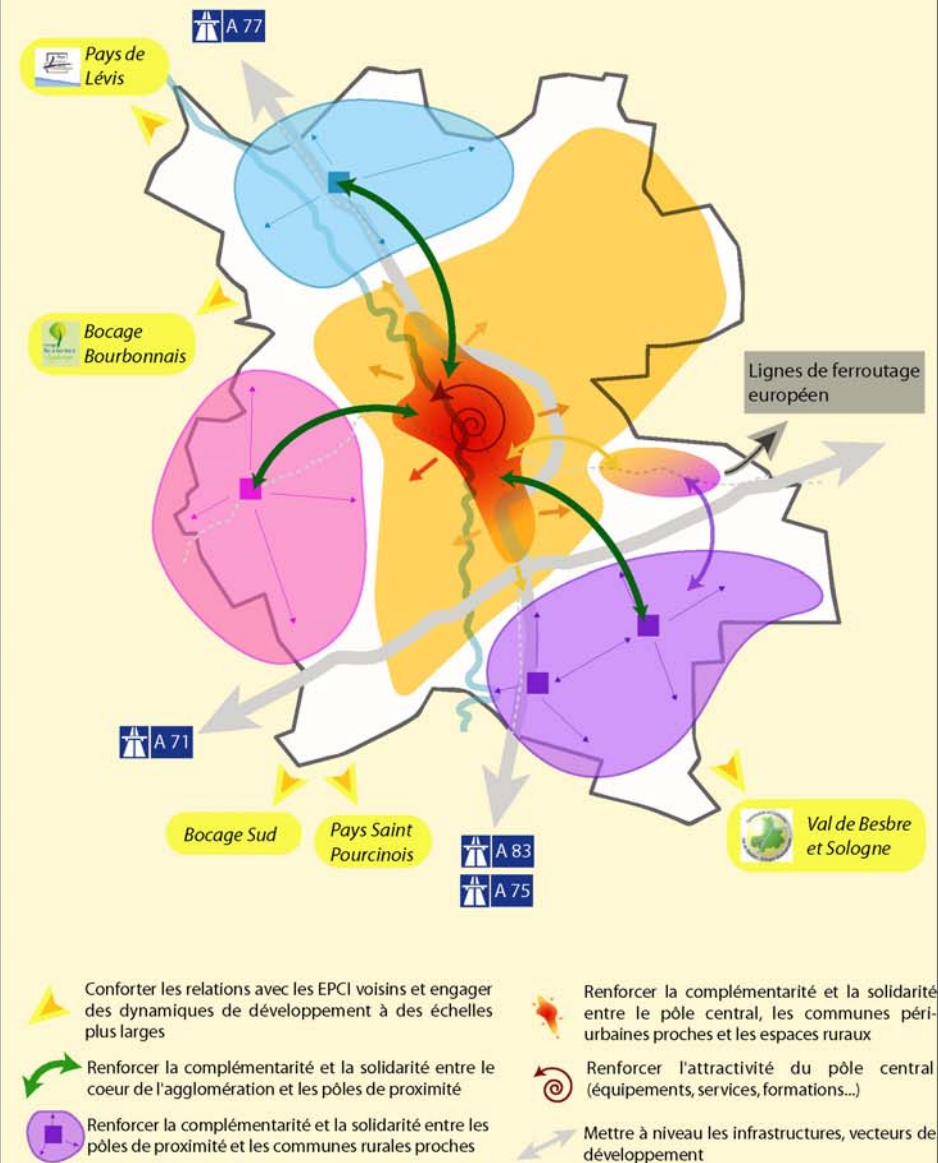 A 77
Pays de
Lévis
Bocage
Bourbonnais
Lignes de ferroutage
européen
A 71
Bocage Sud
Pays Saint
Pourcinois
A 83
A 75
Val de Besbre
et Sologne
Conforter les relations avec les EPCI voisins et engager
des dynamiques de développement à des échelles
plus larges
Renforcer la complémentarité et la solidarité entre le
coeur de l'agglomération et les pôles de proximité
Renforcer la complémentarité et la solidarité entre les
pôles de proximité et les communes rurales proches
Renforcer la complémentarité et la solidarité
entre le pôle central, les communes péri-
urbaines proches et les espaces ruraux
Renforcer l'attractivité du pôle central
(équipements, services, formations...)
Mettre à niveau les infrastructures, vecteurs de
développement